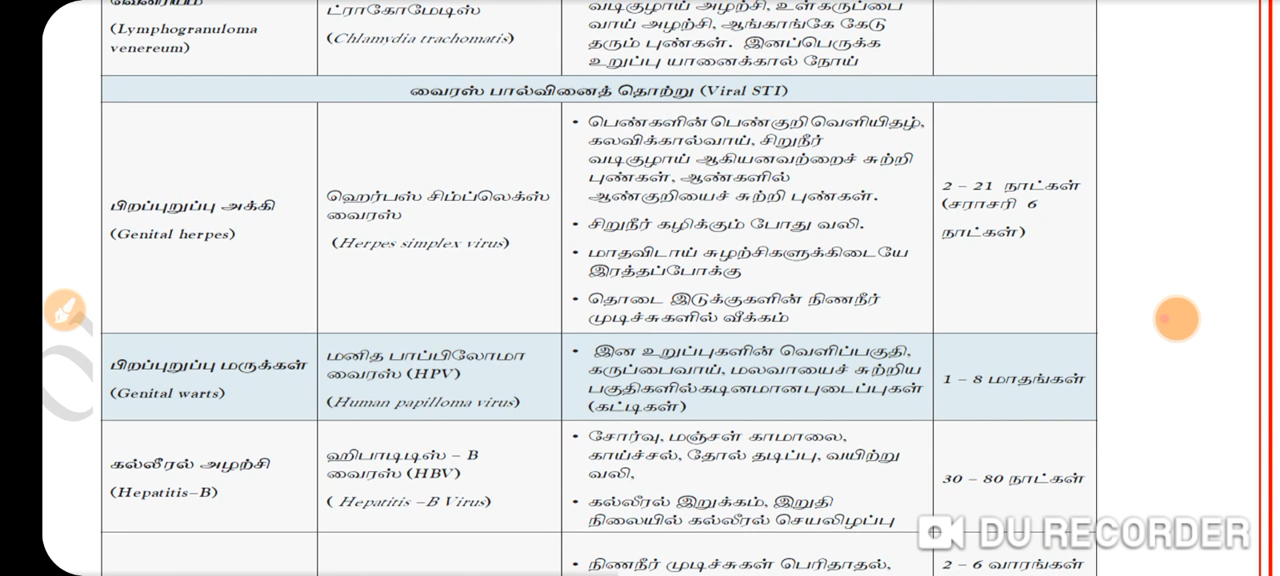 வெனரியம்
(Lymphogranuloma
venereum)
ட்ராகோமேடிஸ்
(Chlamydia trachomatis)
வடிகுழாய் அழற்சி, உள் கருப்பை
வாய் அழற்சி, ஆங்காங்கே கேடு
தரும் புண்கள். இனப்பெருக்க
உறுப்பு யானைக்கால் நோய்
வைரஸ் பால்வினைத் தொற்று (Viral STI)
பிறப்புறுப்பு அக்கி
(Genital herpes)
ஹெர்பஸ் சிம்ப்லெக்ஸ்
வைரஸ்
(Herpes simplex virus)
• பெண்களின் பெண்குறி வெளியிதழ்,
கலவிக்கால்வாய், சிறுநீர்
வடிகுழாய் ஆகியனவற்றைச் சுற்றி
புண்கள், ஆண்களில்
ஆண்குறியைச் சுற்றி புண்கள்.
• சிறுநீர் கழிக்கும் போது வலி.
• மாதவிடாய் சுழற்சிகளுக்கிடையே
இரத்தப்போக்கு
• தொடை இடுக்குகளின் நிணநீர்
முடிச்சுகளில் வீக்கம்
2 – 21 நாட்கள்
(சராசரி 6
நாட்கள்)
பிறப்புறுப்பு மருக்கள்
(Genital warts)
மனித பாப்பிலோமா
வைரஸ் (HPV)
(Human papilloma virus)
• இன உறுப்புகளின் வெளிப்பகுதி,
கருப்பைவாய், மலவாயைச் சுற்றிய
பகுதிகளில்கடினமானபுடைப்புகள்
(கட்டிகள்)
1 – 8 மாதங்கள்
கல்லீரல் அழற்சி
(Hepatitis–B)
ஹிபாடிடிஸ் – B
வைரஸ் (HBV)
( Hepatitis –B Virus)
• சோர்வு, மஞ்சள் காமாலை,
காய்ச்சல், தோல் தடிப்பு, வயிற்று
வலி,
• கல்லீரல் இறுக்கம், இறுதி
நிலையில் கல்லீரல் செயலிழப்பு
30 – 80 நாட்கள்
• நிணநீர் முடிச்சுகள் பெரிதாதல்,
2 – 6 வாரங்கள்
DU RECORDER